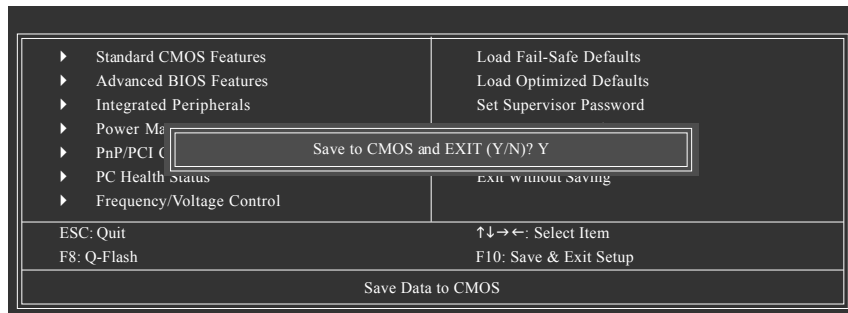 Standard CMOS Features
Advanced BIOS Features
Integrated Peripherals
Power Ma
PnP/PCI
PC Health Status
Frequency/Voltage Control
Load Fail-Safe Defaults
Load Optimized Defaults
Set Supervisor Password
Exit Without Saving
Save to CMOS and EXIT (Y/N)? Y
ESC: Quit
↑↓→←: Select Item
F8: Q-Flash
F10: Save & Exit Setup
Save Data to CMOS